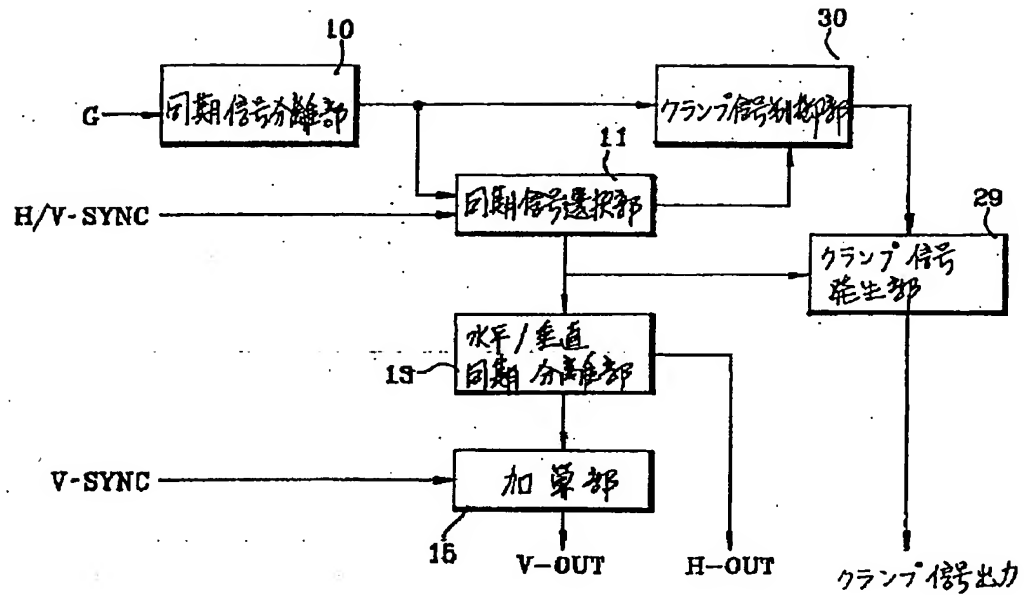 10
30
G
同期信号分離部
クランプ信号制御部
11
H/V-SYNC
同期信号選択部
29
クランプ信号
発生部
水平/垂直
同期分離部
13
V-SYNC
加算部
15
V-OUT
H-OUT
クランプ信号出力